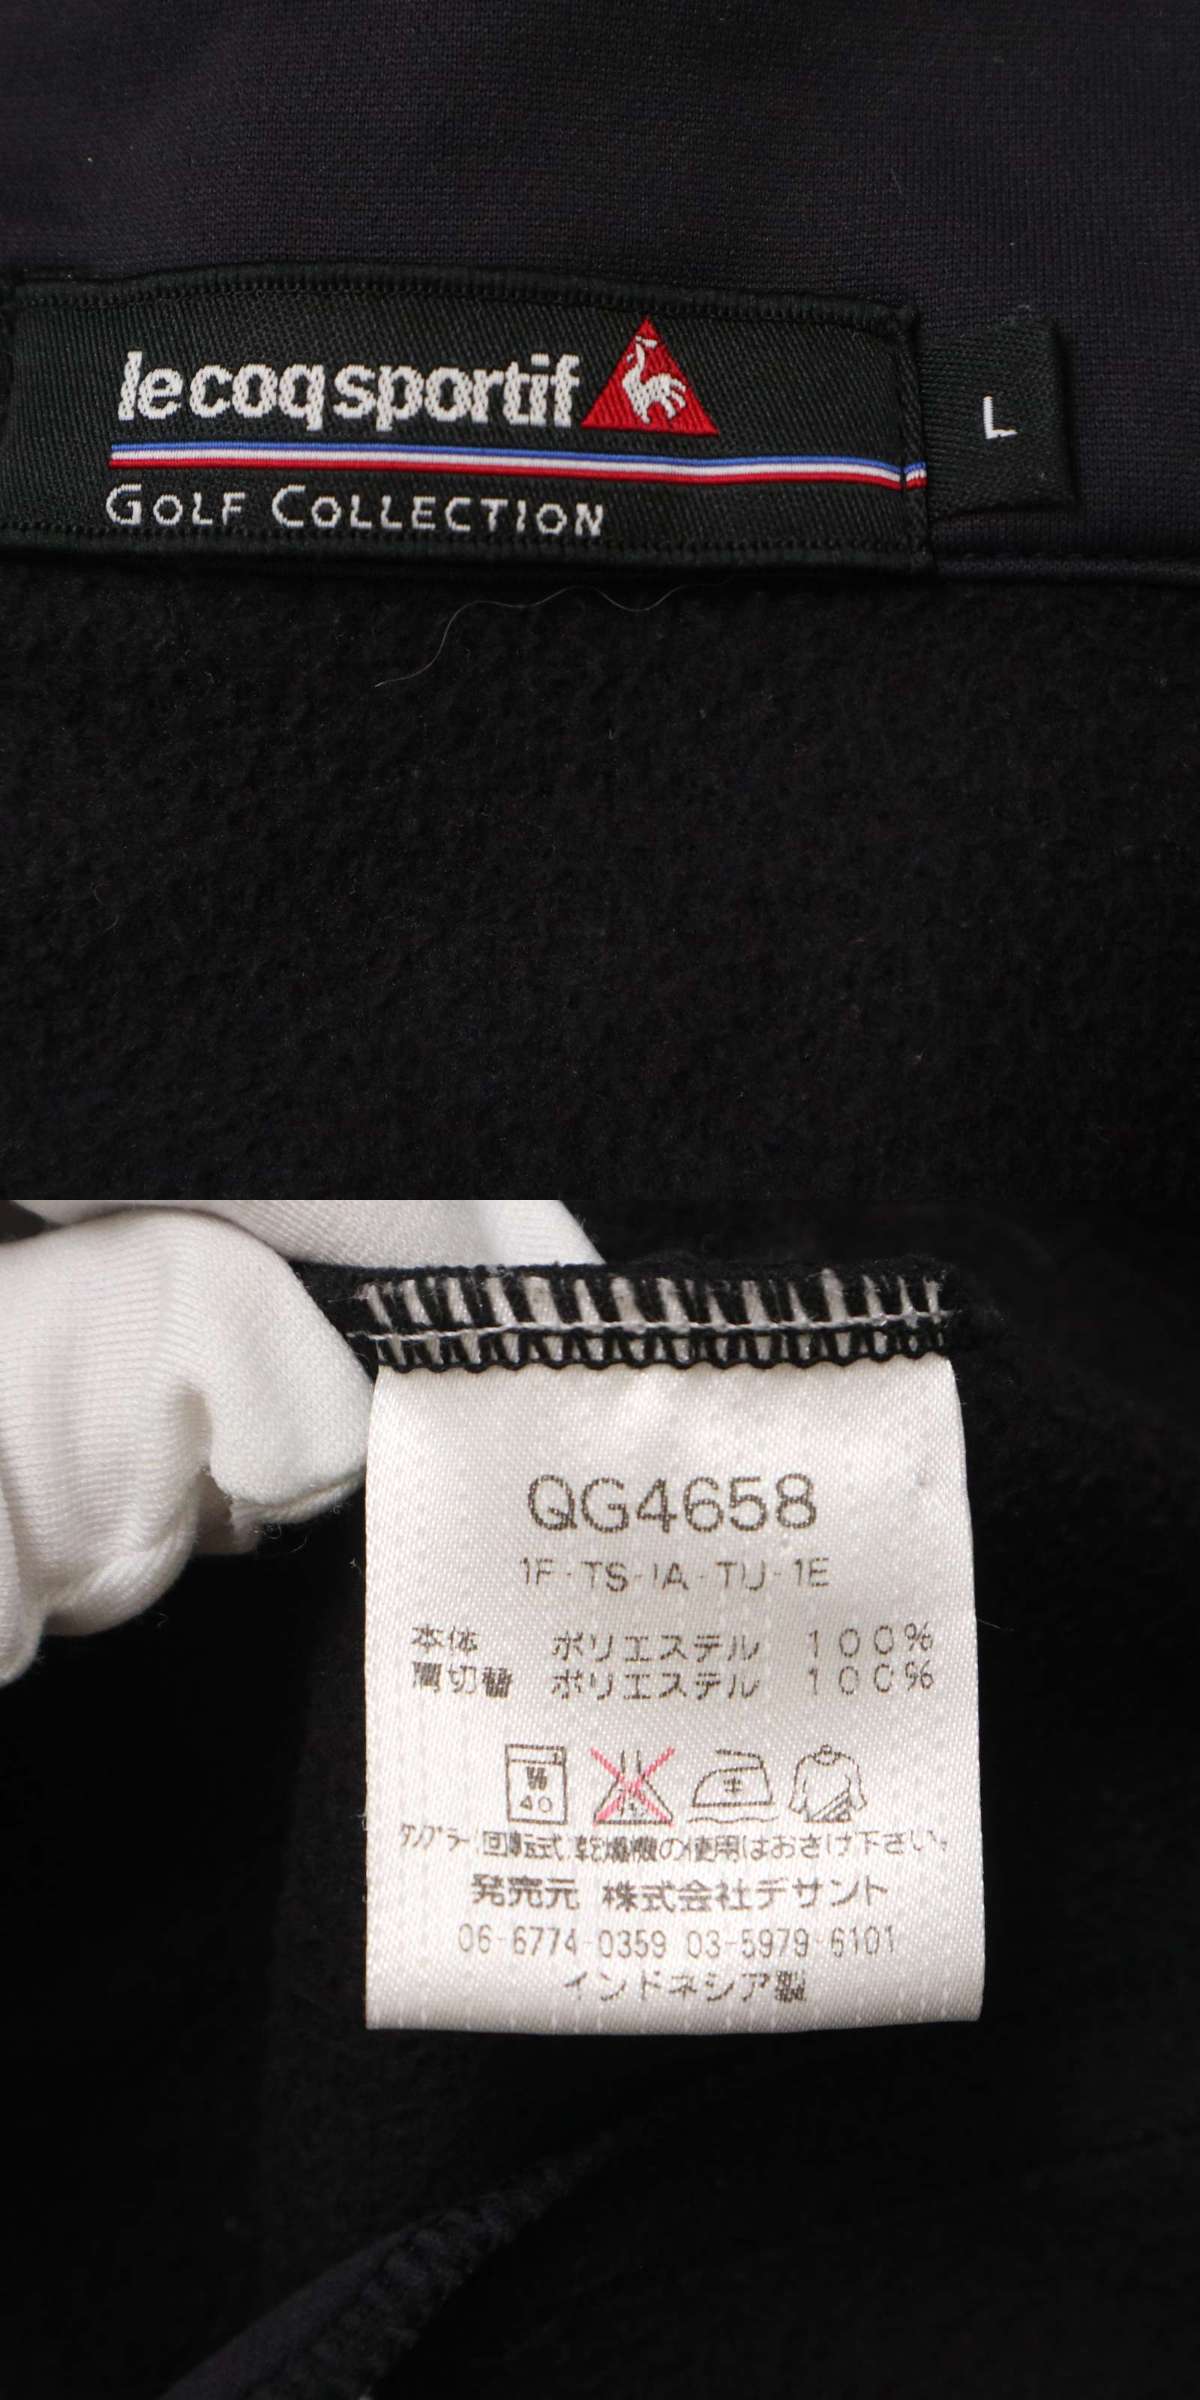 le coq sportif
L
GOLF COLLECTION
QG4658
1F-TS-1A-TU-1E
本体 ポリエステル 100%
肩切替 ポリエステル 100%
40
タンブラー(回転式)乾燥機の使用はおさけ下さい。
発売元 株式会社デサント
06-6774-0359 03-5979-6101
インドネシア製